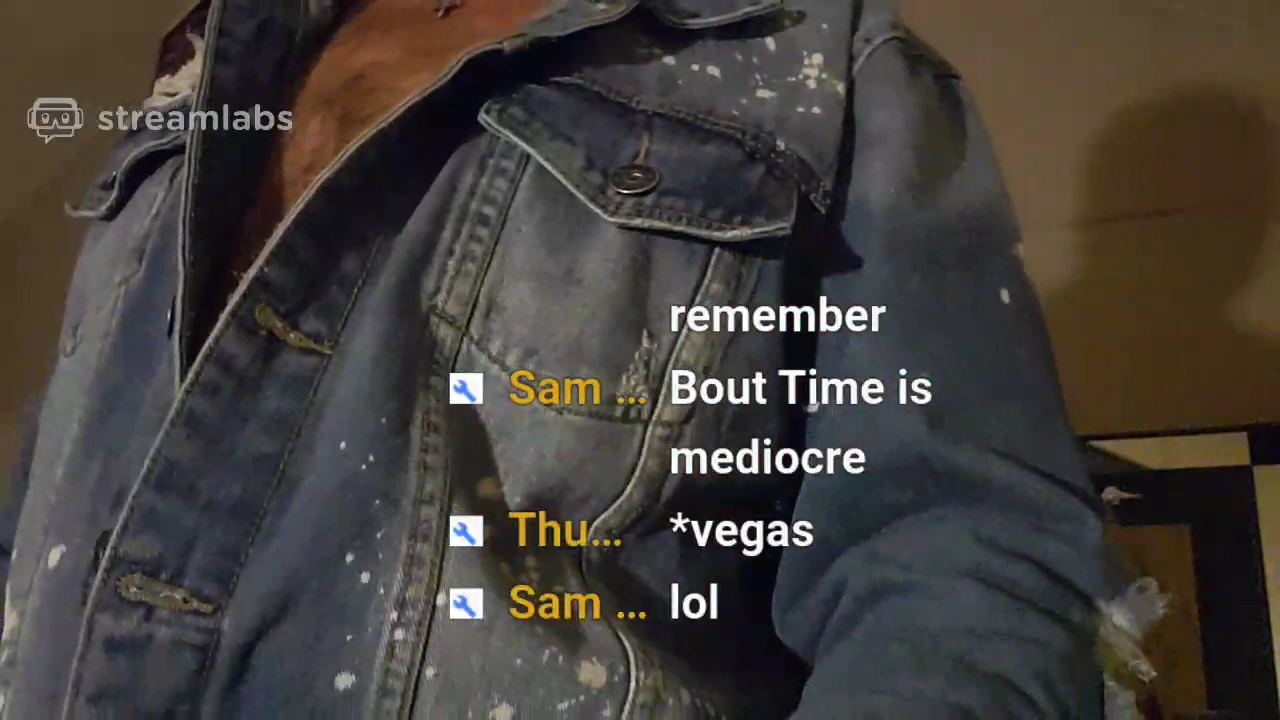 streamlabs
remember
Sam ... Bout Time is
mediocre
Thu... *vegas
Sam ... lol